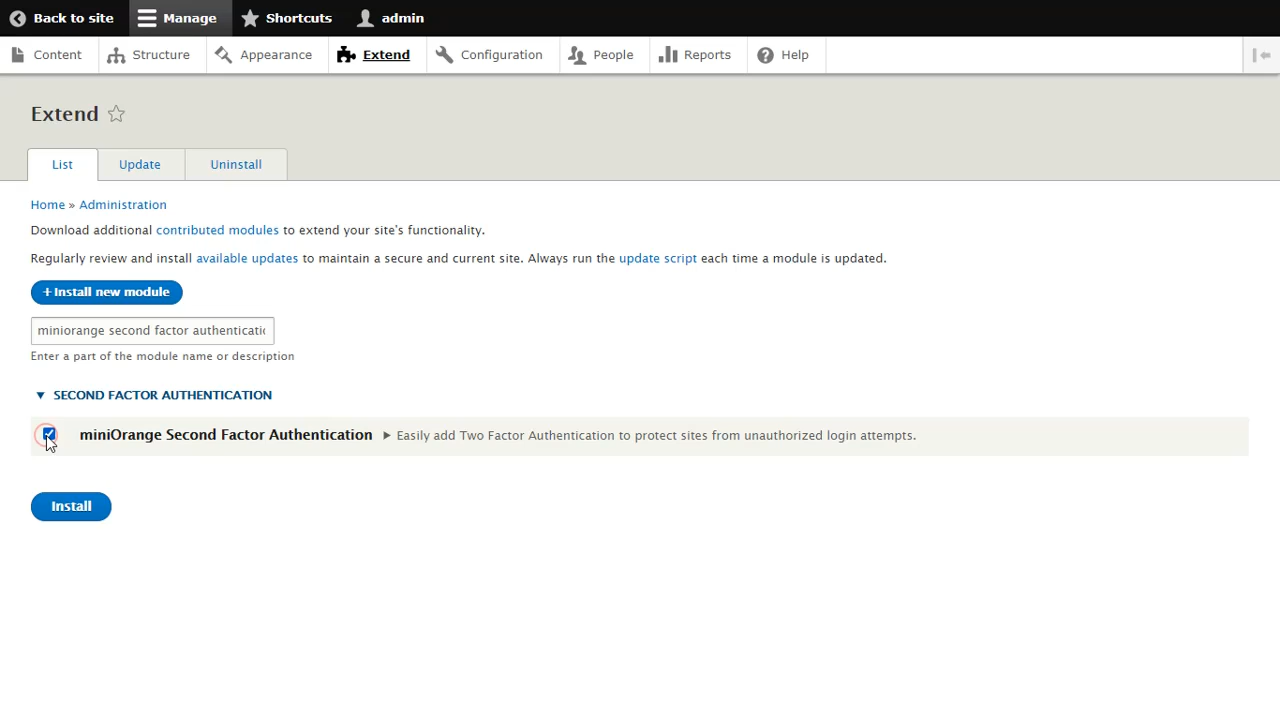 Back to site Manage Shortcuts admin
Content Structure Appearance Extend Configuration People Reports Help
Extend
List Update Uninstall
Home » Administration
Download additional contributed modules to extend your site's functionality.
Regularly review and install available updates to maintain a secure and current site. Always run the update script each time a module is updated.
+ Install new module
miniorange second factor authenticatic
Enter a part of the module name or description
▼ SECOND FACTOR AUTHENTICATION
miniOrange Second Factor Authentication ► Easily add Two Factor Authentication to protect sites from unauthorized login attempts.
Install